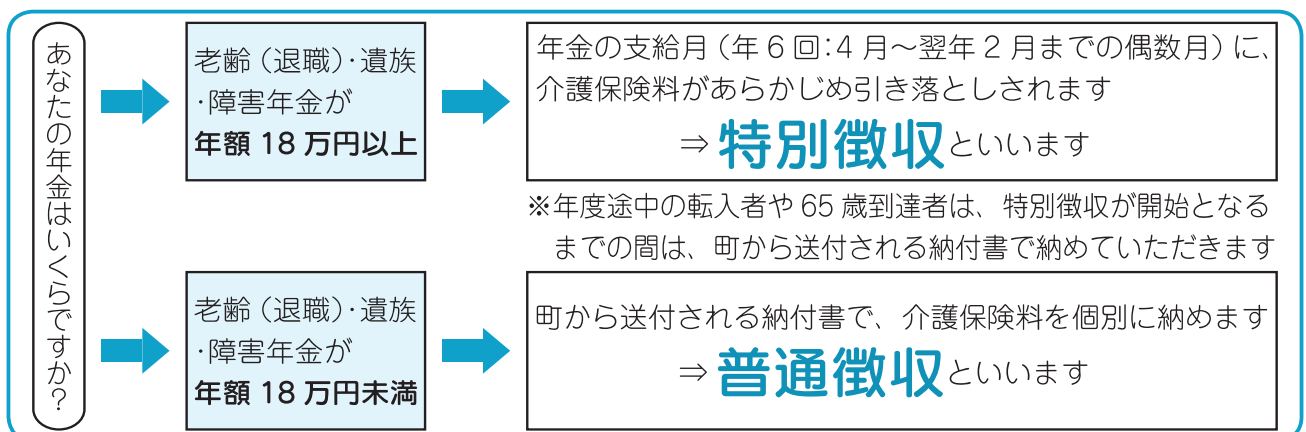 あなたの年金はいくらですか?
老齢（退職）・遺族
・障害年金が
年額 18 万円以上
年金の支給月（年 6 回:4 月～翌年 2 月までの偶数月）に、
介護保険料があらかじめ引き落としされます
⇒ 特別徴収といいます
※年度途中の転入者や 65 歳到達者は、特別徴収が開始となる
までの間は、町から送付される納付書で納めていただきます
老齢（退職）・遺族
・障害年金が
年額 18 万円未満
町から送付される納付書で、介護保険料を個別に納めます
⇒ 普通徴収といいます